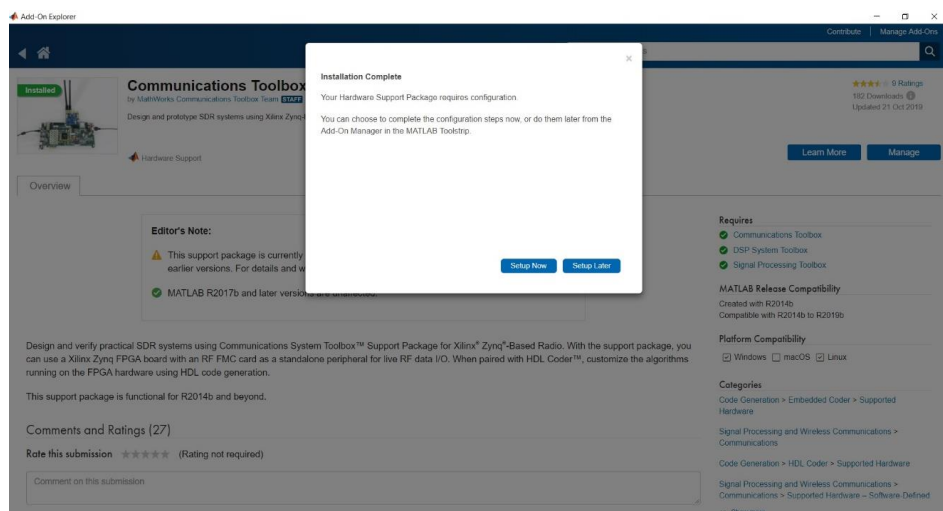 Add-On Explorer
Contribute | Manage Add-Ons
Installed
Communications Toolbox
by MathWorks Communications Toolbox Team STAFF
Design and prototype SDR systems using Xilinx Zynq-
Hardware Support
0 Ratings
182 Downloads
Updated 21 Oct 2019
Learn More
Manage
Installation Complete
Your Hardware Support Package requires configuration.
You can choose to complete the configuration steps now, or do them later from the
Add-On Manager in the MATLAB Toolstrip.
Setup Now
Setup Later
Overview
Editor's Note:
This support package is currently
earlier versions. For details and w
MATLAB R2017b and later versions are unaffected.
Design and verify practical SDR systems using Communications System Toolbox™ Support Package for Xilinx® Zynq®-Based Radio. With the support package, you
can use a Xilinx Zynq FPGA board with an RF FMC card as a standalone peripheral for live RF data I/O. When paired with HDL Coder™, customize the algorithms
running on the FPGA hardware using HDL code generation.
This support package is functional for R2014b and beyond.
Comments and Ratings (27)
Rate this submission (Rating not required)
Comment on this submission
Requires
Communications Toolbox
DSP System Toolbox
Signal Processing Toolbox
MATLAB Release Compatibility
Created with R2014b
Compatible with R2014b to R2019b
Platform Compatibility
Windows macOS Linux
Categories
Code Generation > Embedded Coder > Supported
Hardware
Signal Processing and Wireless Communications >
Communications
Code Generation > HDL Coder > Supported Hardware
Signal Processing and Wireless Communications >
Communications > Supported Hardware – Software-Defined